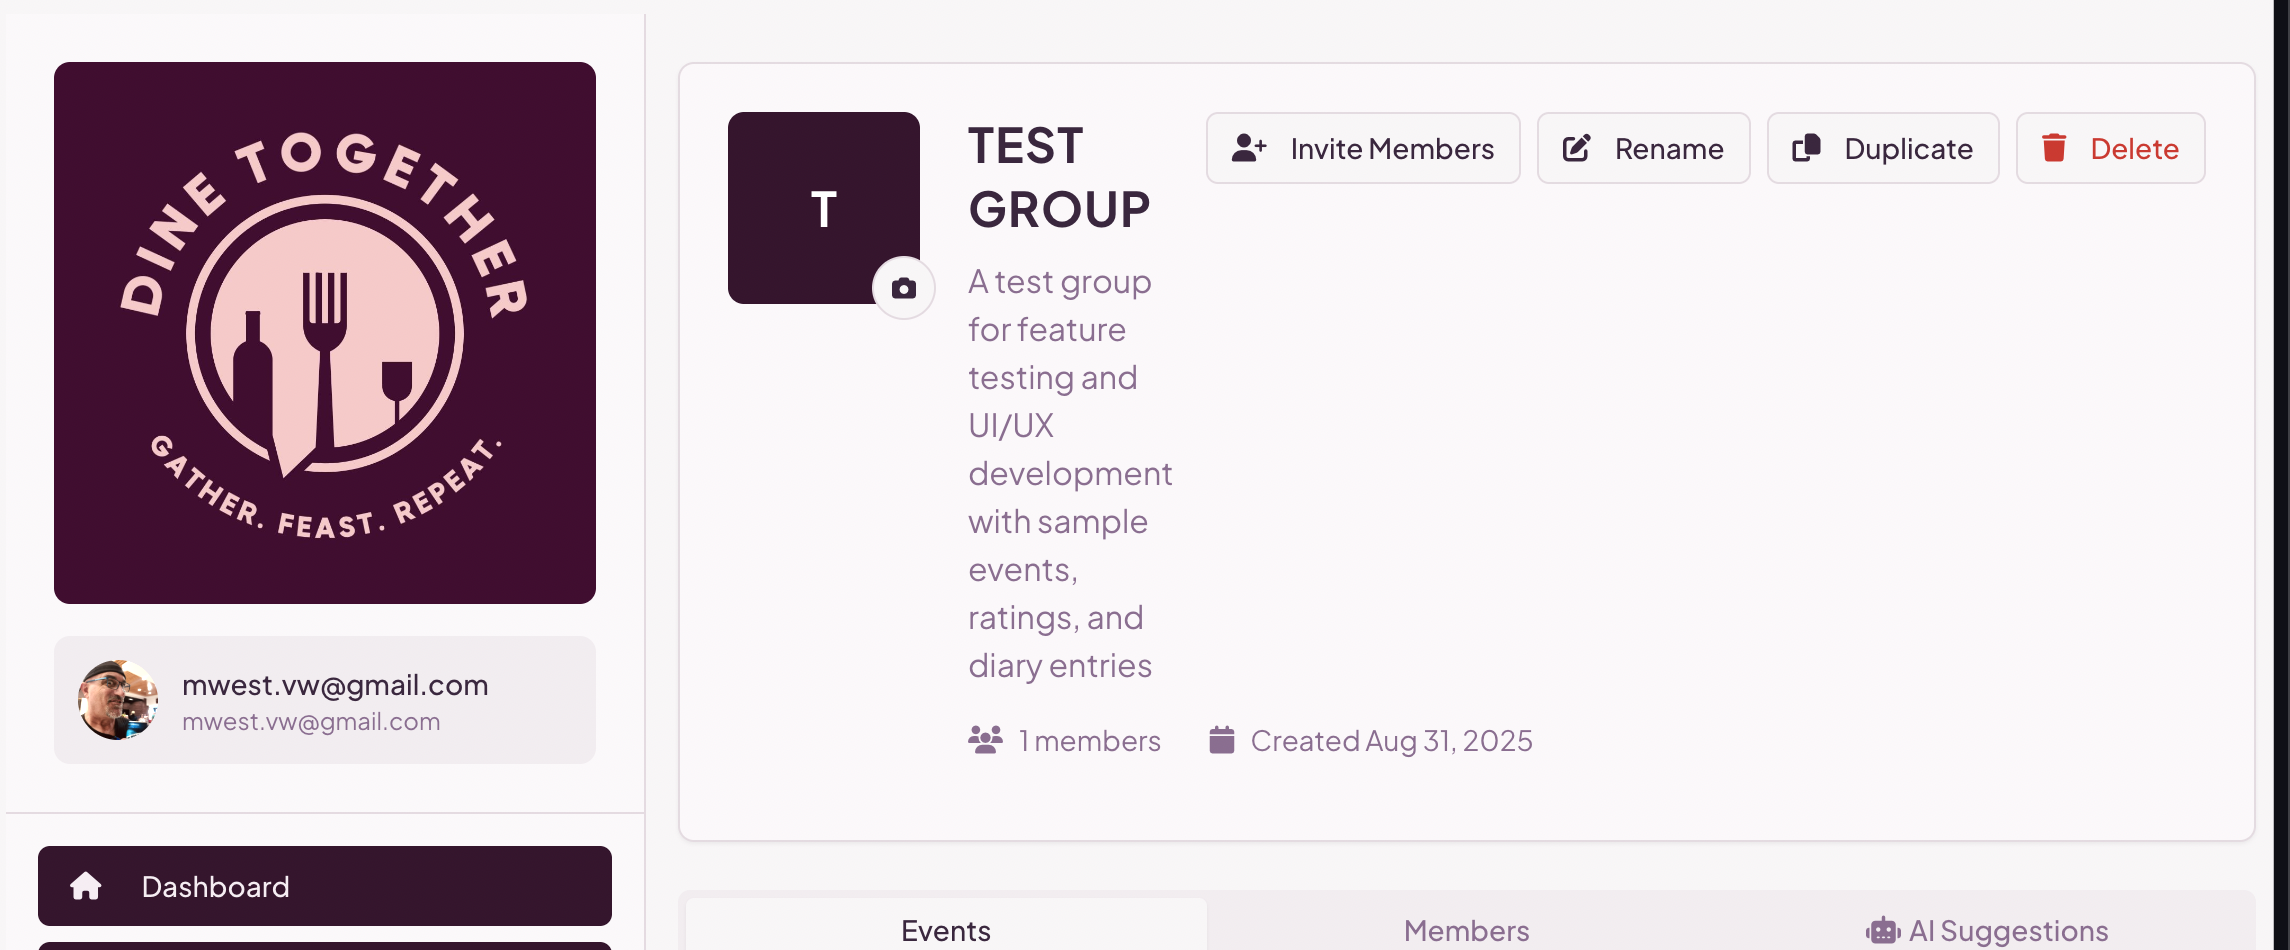 DINE TOGETHER
GATHER. FEAST. REPEAT.
mwest.vw@gmail.com
mwest.vw@gmail.com
Dashboard
T
TEST
GROUP
Invite Members
Rename
Duplicate
Delete
A test group
for feature
testing and
UI/UX
development
with sample
events,
ratings, and
diary entries
1 members
Created Aug 31, 2025
Events
Members
AI Suggestions